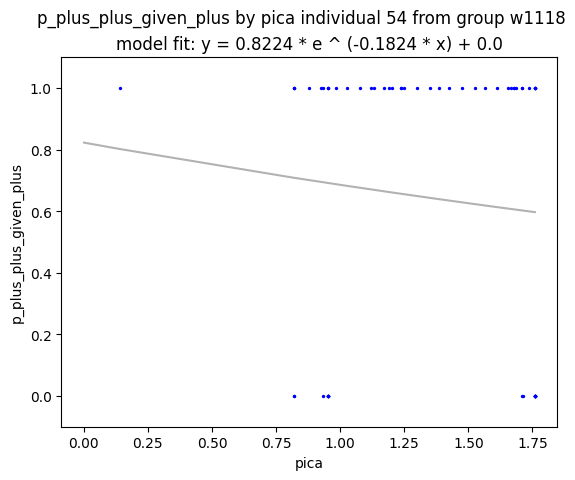 p_plus_plus_given_plus by pica individual 54 from group w1118
model fit: y = 0.8224 * e ^ (-0.1824 * x) + 0.0
1.0
0.8
0.6
0.4
0.2
0.0
p_plus_plus_given_plus
0.00 0.25 0.50 0.75 1.00 1.25 1.50 1.75
pica